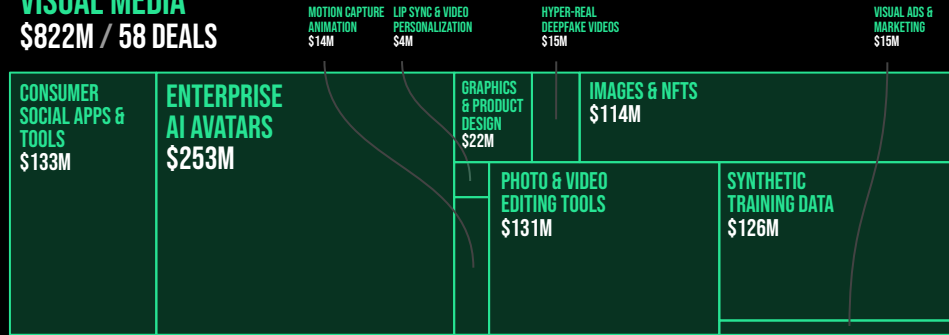 VISUAL MEDIA
$822M / 58 DEALS
MOTION CAPTURE
ANIMATION
$14M
LIP SYNC & VIDEO
PERSONALIZATION
$4M
HYPER-REAL
DEEPFAKE VIDEOS
$15M
VISUAL ADS &
MARKETING
$15M
CONSUMER
SOCIAL APPS &
TOOLS
$133M
ENTERPRISE
AI AVATARS
$253M
GRAPHICS
& PRODUCT
DESIGN
$22M
IMAGES & NFTS
$114M
PHOTO & VIDEO
EDITING TOOLS
$131M
SYNTHETIC
TRAINING DATA
$126M